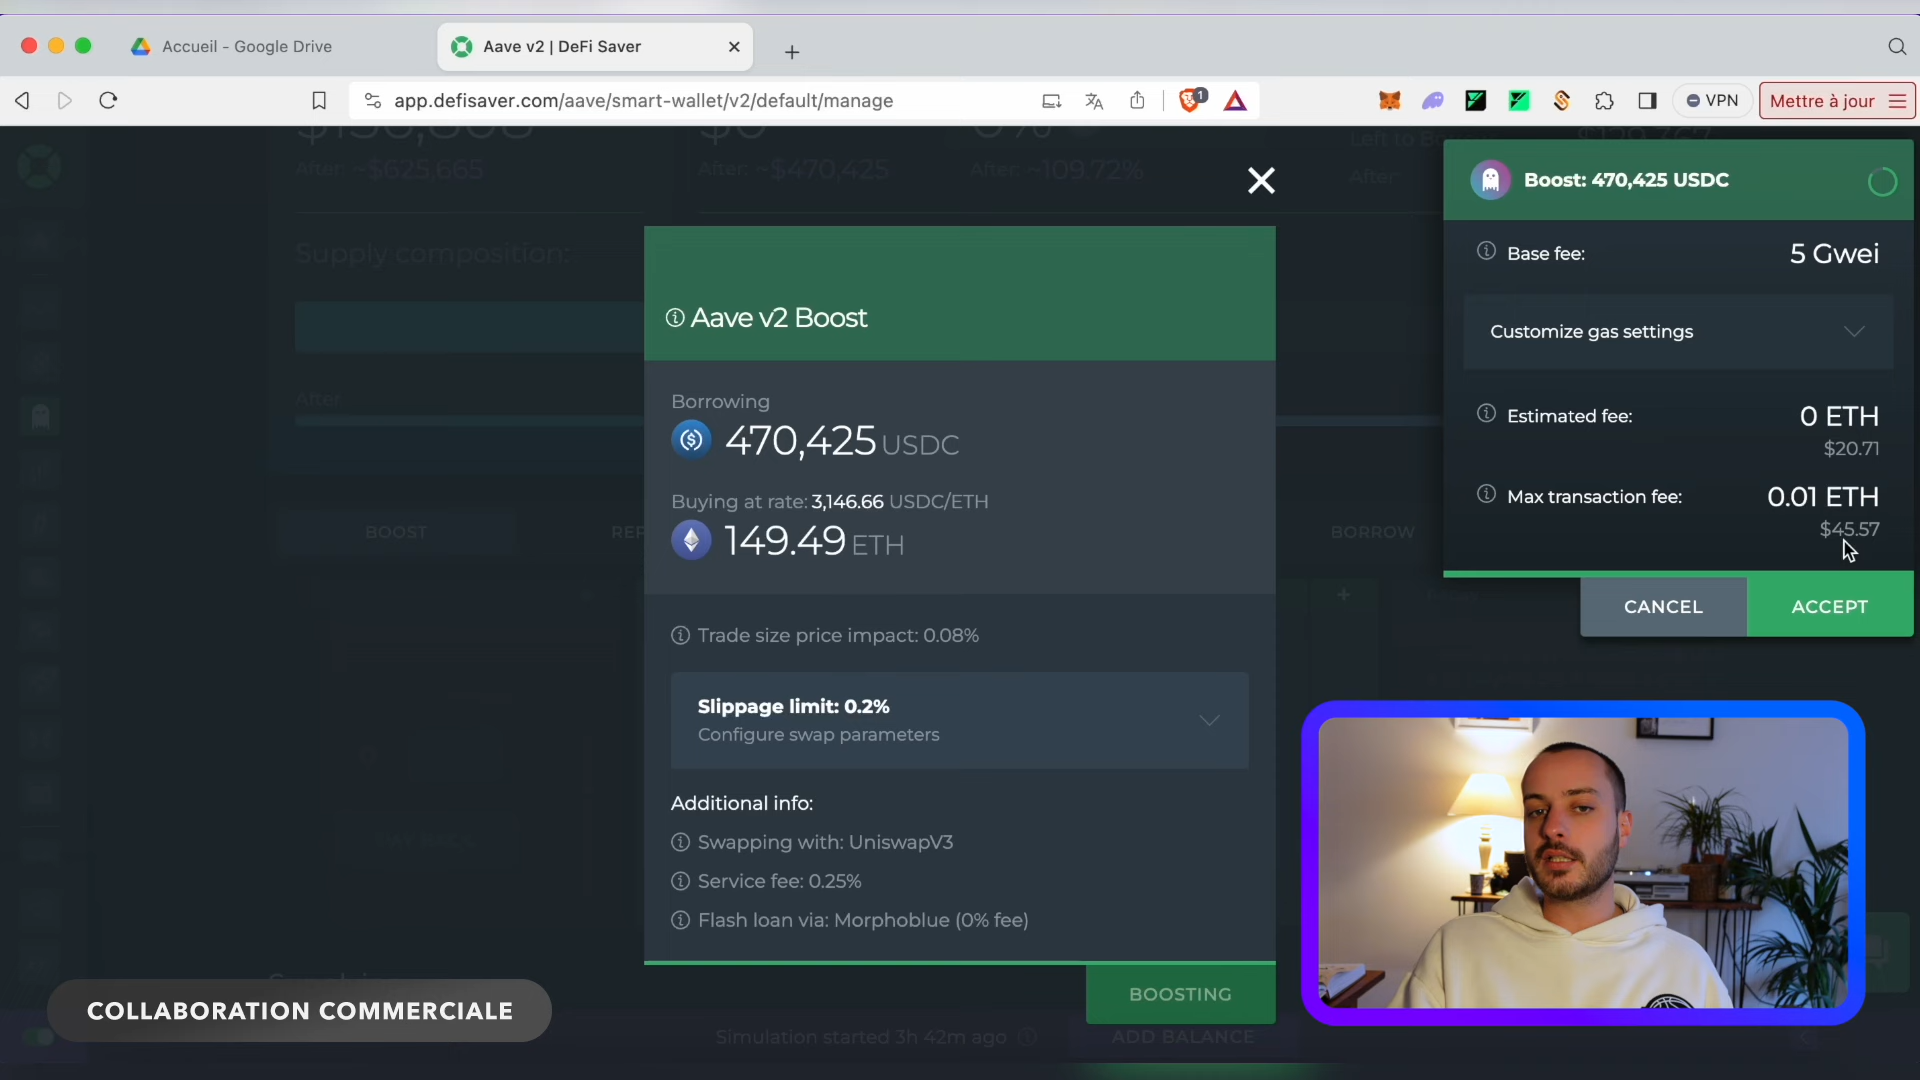 Accueil - Google Drive
Aave v2 | DeFi Saver
app.defisaver.com/aave/smart-wallet/v2/default/manage
1
VPN
Mettre à jour
After: ~$625,665
After: ~$470,425
After: ~109.72%
After:
$129,367
Supply composition:
After
BOOST
BORROW
Aave v2 Boost
Borrowing
470,425 USDC
Buying at rate: 3,146.66 USDC/ETH
149.49 ETH
Trade size price impact: 0.08%
Slippage limit: 0.2%
Configure swap parameters
Additional info:
Swapping with: UniswapV3
Service fee: 0.25%
Flash loan via: Morphoblue (0% fee)
BOOSTING
Simulation started 3h 42m ago
ADD BALANCE
Boost: 470,425 USDC
Base fee:
5 Gwei
Customize gas settings
Estimated fee:
0 ETH
$20.71
Max transaction fee:
0.01 ETH
$45.57
CANCEL
ACCEPT
COLLABORATION COMMERCIALE